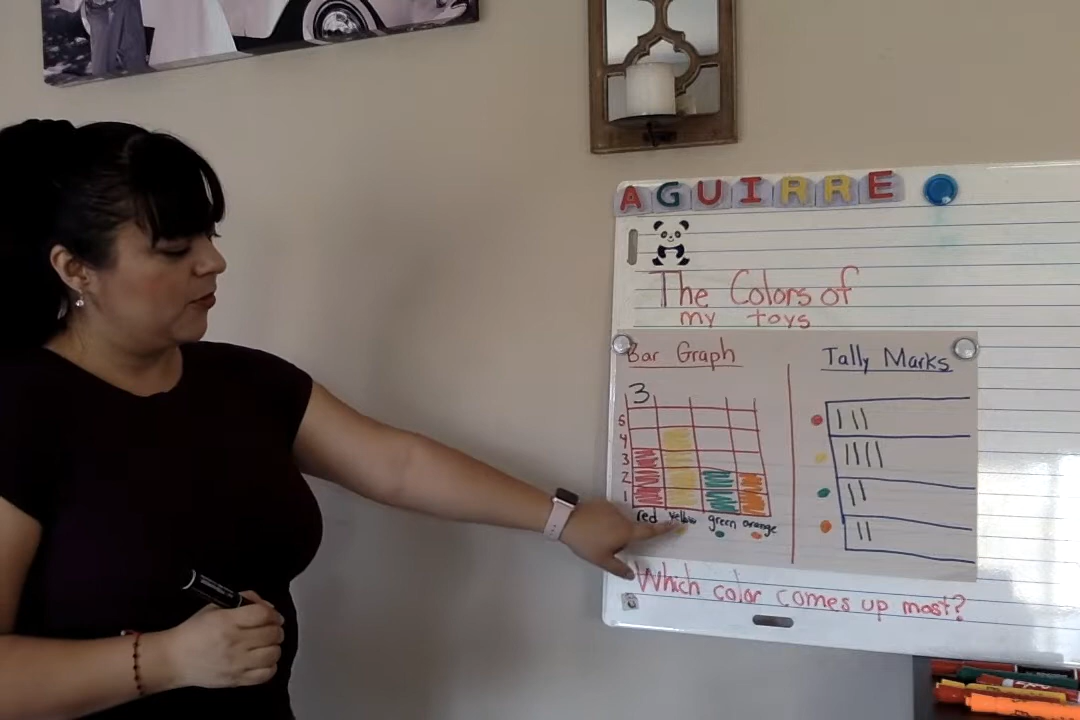 AGUIRRE
The Colors of
my toys
Bar Graph
Tally Marks
3
5
4
3
2
1
red yellow green orange
Which color comes up most?